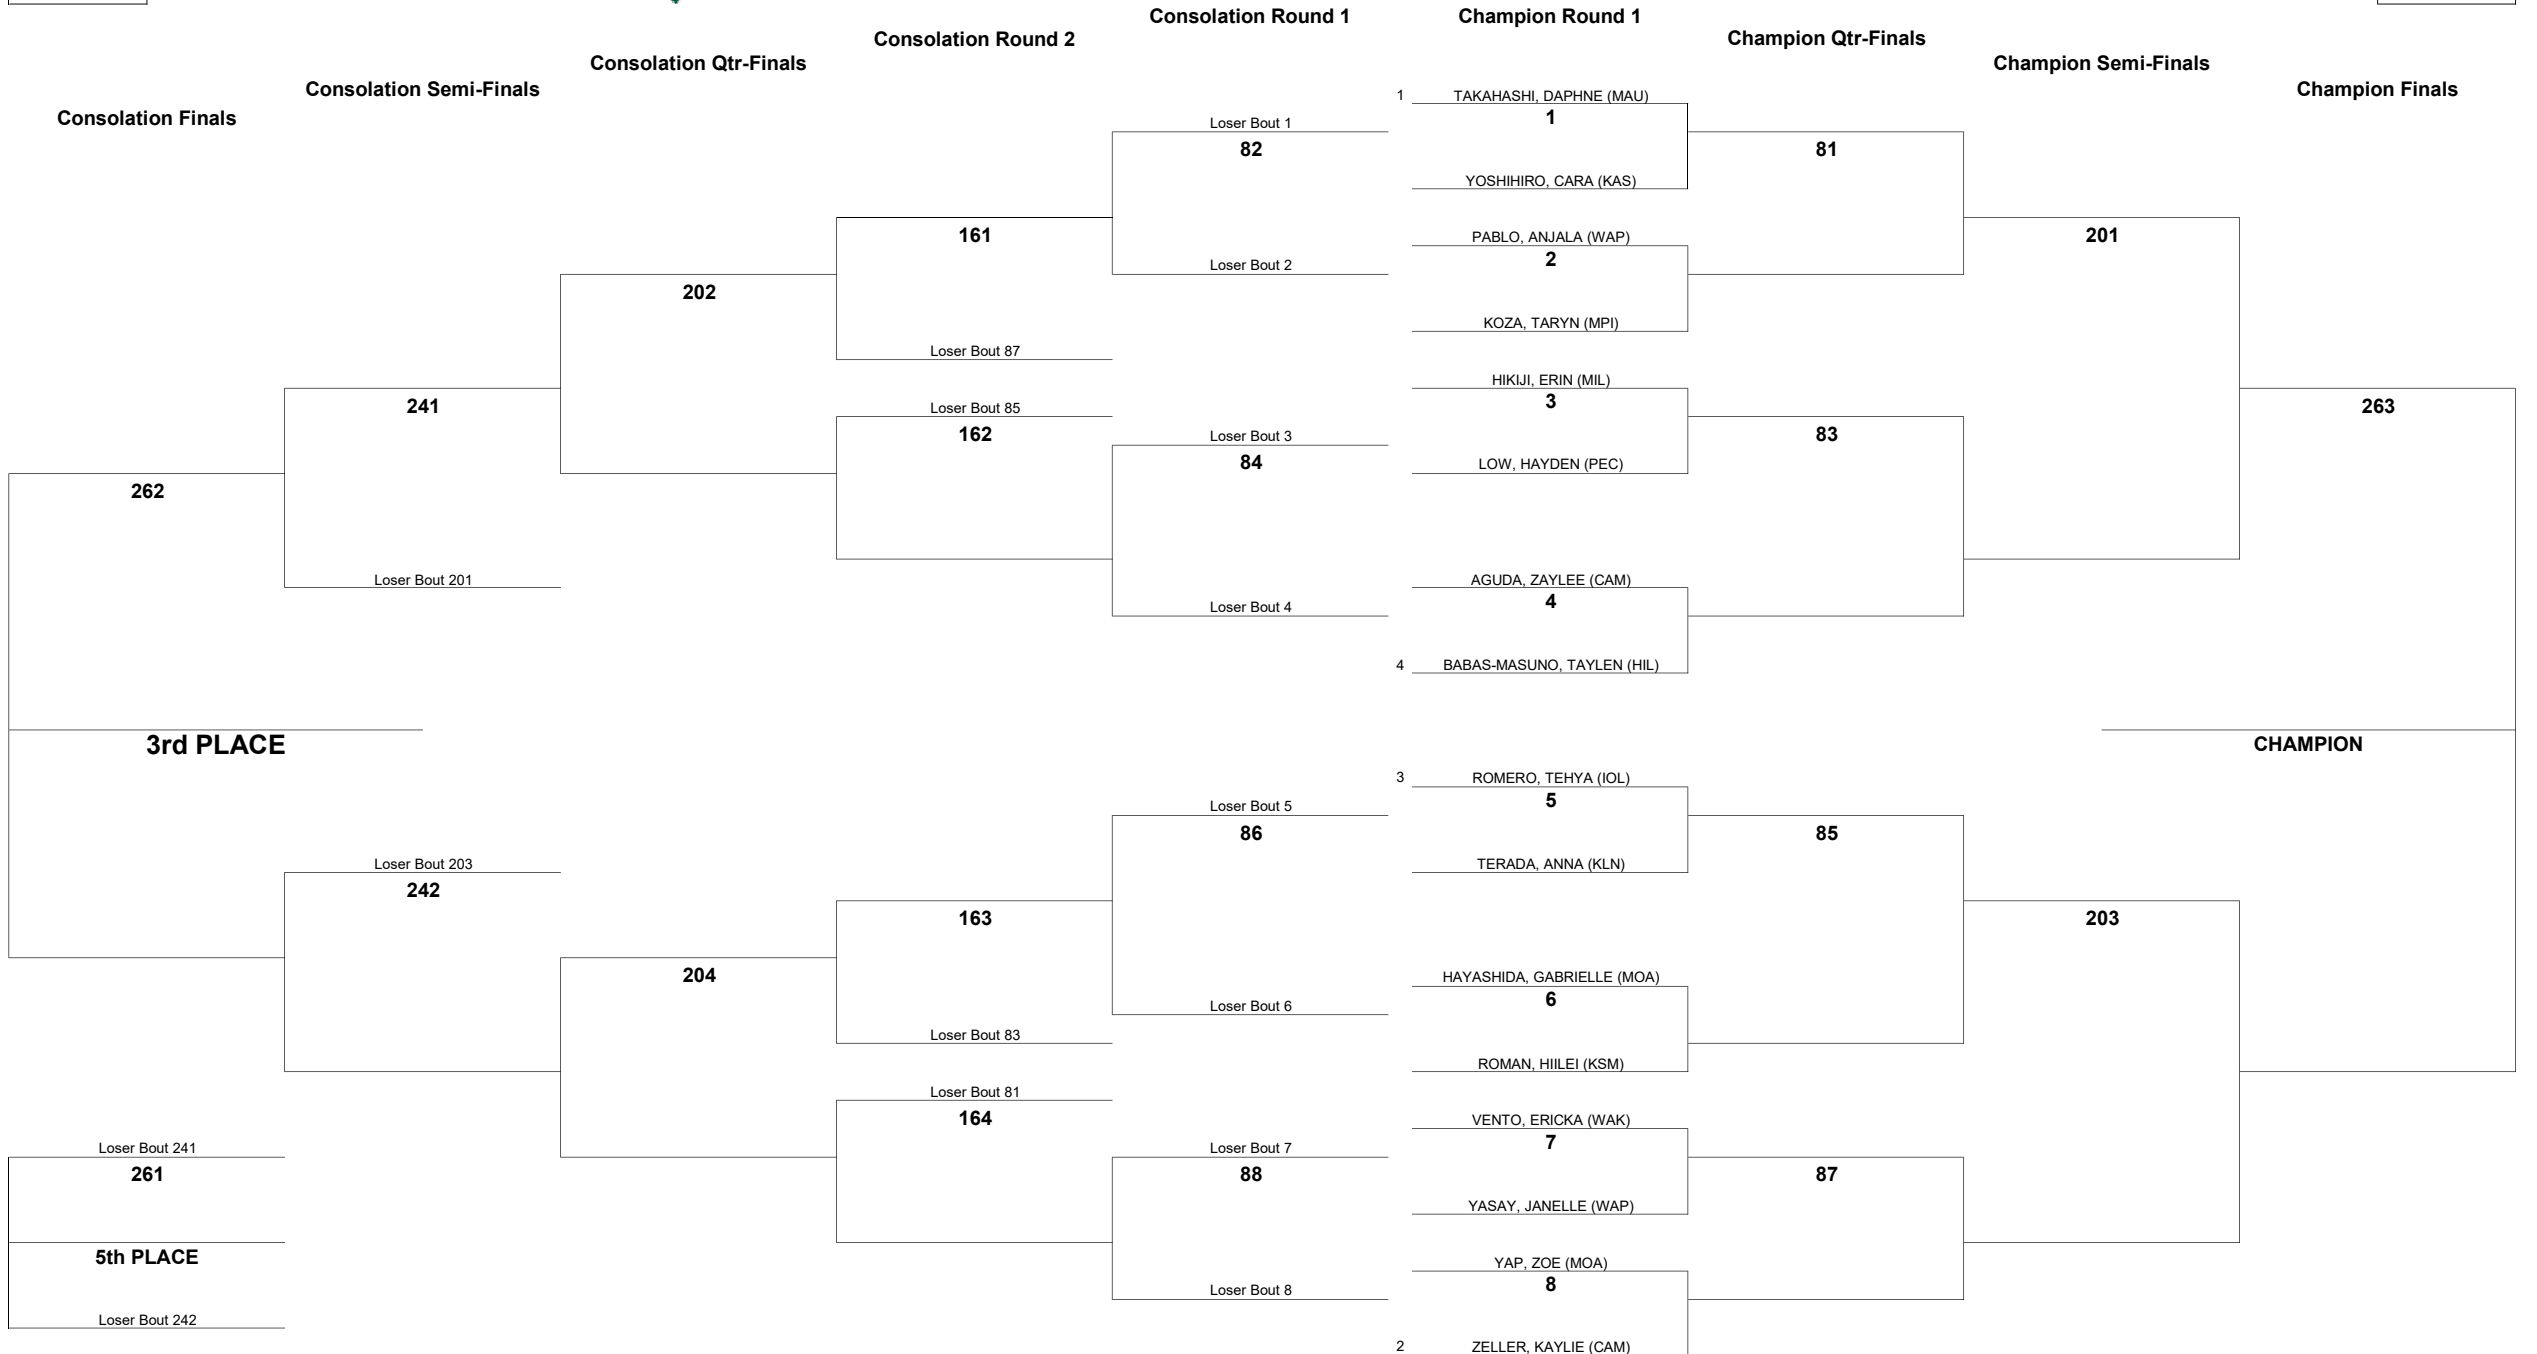 Consolation Round 1
Champion Round 1
Consolation Round 2
Champion Qtr-Finals
Consolation Qtr-Finals
Champion Semi-Finals
Consolation Semi-Finals
Champion Finals
Consolation Finals
1 TAKAHASHI, DAPHNE (MAU)
1
Loser Bout 1
82
81
YOSHIHIRO, CARA (KAS)
161
PABLO, ANJALA (WAP)
201
2
Loser Bout 2
202
KOZA, TARYN (MPI)
Loser Bout 87
HIKIJI, ERIN (MIL)
241
Loser Bout 85
3
263
162
Loser Bout 3
83
84
LOW, HAYDEN (PEC)
262
Loser Bout 201
AGUDA, ZAYLEE (CAM)
4
Loser Bout 4
4 BABAS-MASUNO, TAYLEN (HIL)
3rd PLACE
CHAMPION
3 ROMERO, TEHYA (IOL)
5
Loser Bout 5
86
85
Loser Bout 203
TERADA, ANNA (KLN)
242
163
203
204
HAYASHIDA, GABRIELLE (MOA)
6
Loser Bout 6
Loser Bout 83
ROMAN, HIILEI (KSM)
Loser Bout 81
164
VENTO, ERICKA (WAK)
7
Loser Bout 241
Loser Bout 7
261
88
87
YASAY, JANELLE (WAP)
5th PLACE
YAP, ZOE (MOA)
8
Loser Bout 8
Loser Bout 242
2 ZELLER, KAYLIE (CAM)